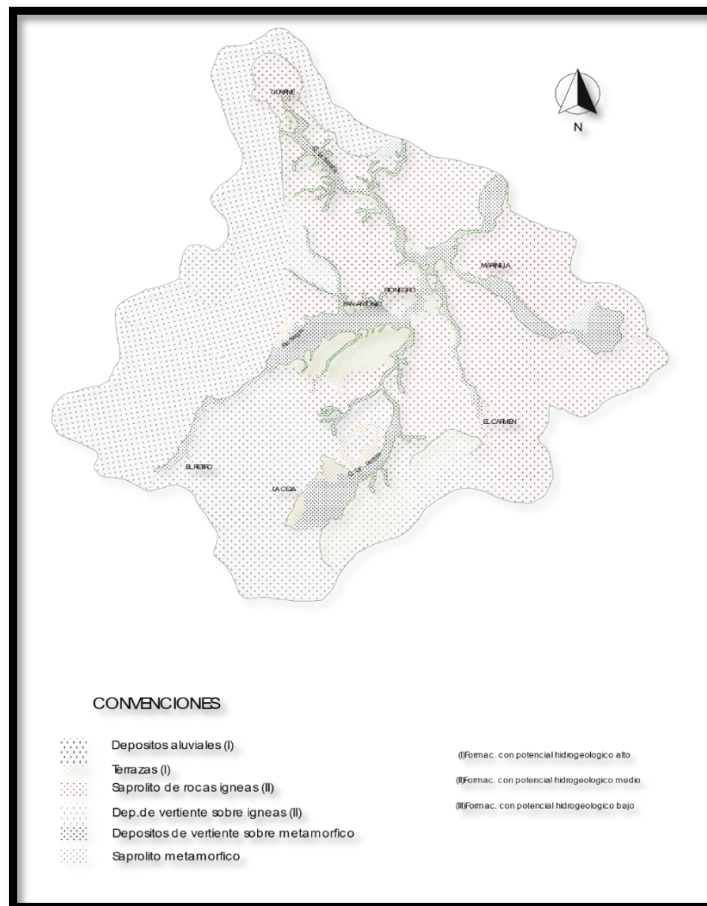 N
GUARNE
MARINILLA
RIONEGRO
SAN ANTONIO
EL CARMEN
EL RETIRO
LA CEJA
CONVENCIONES
Depositos aluviales (I)
Terrazas (I)
Saprolito de rocas igneas (II)
Dep.de vertiente sobre igneas (II)
Depositos de vertiente sobre metamorfico
Saprolito metamorfico
(I)Formac. con potencial hidrogeologico alto
(II)Formac. con potencial hidrogeologico medio
(III)Formac. con potencial hidrogeologico bajo